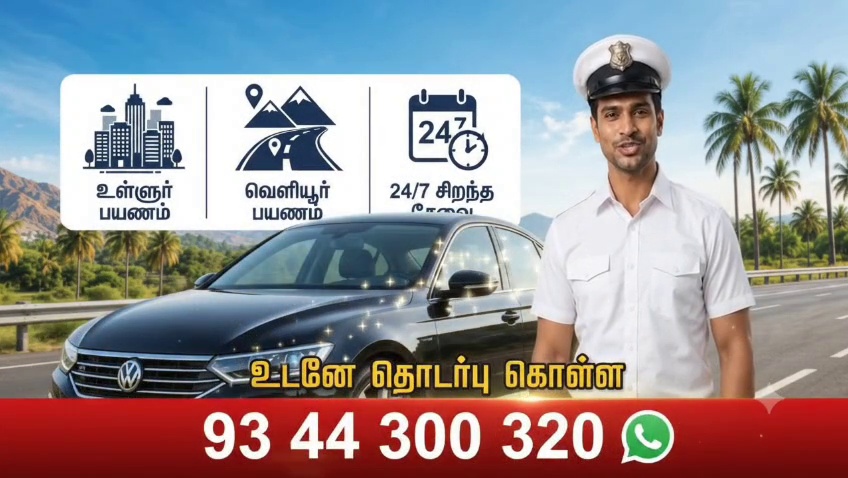 உள்ளுர்
பயணம்
வெளியூர்
பயணம்
24/7
24/7 சிறந்த
சேவை
உடனே தொடர்பு கொள்ள
93 44 300 320